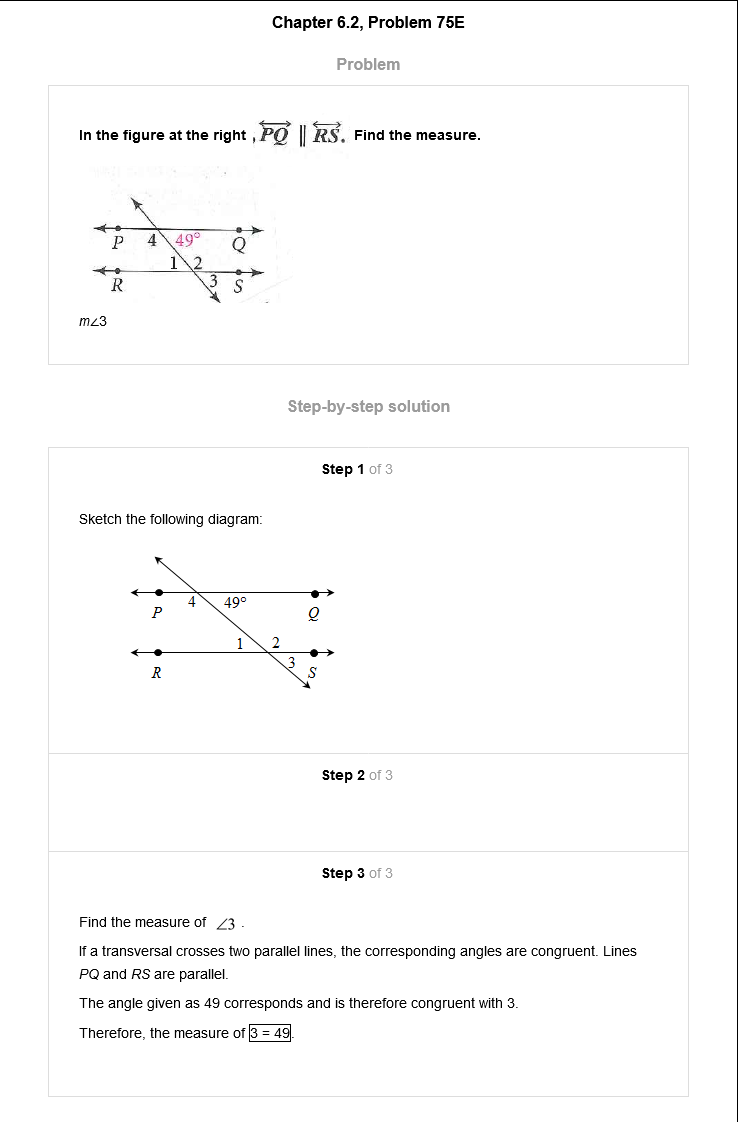 Chapter 6.2, Problem 75E
Problem
In the figure at the right , PQ || RS. Find the measure.
P 4 49° Q
1 2
R 3 S
m∠3
Step-by-step solution
Step 1 of 3
Sketch the following diagram:
4 49°
P Q
1 2
3
R S
Step 2 of 3
Step 3 of 3
Find the measure of ∠3 .
If a transversal crosses two parallel lines, the corresponding angles are congruent. Lines
PQ and RS are parallel.
The angle given as 49 corresponds and is therefore congruent with 3.
Therefore, the measure of 3 = 49.